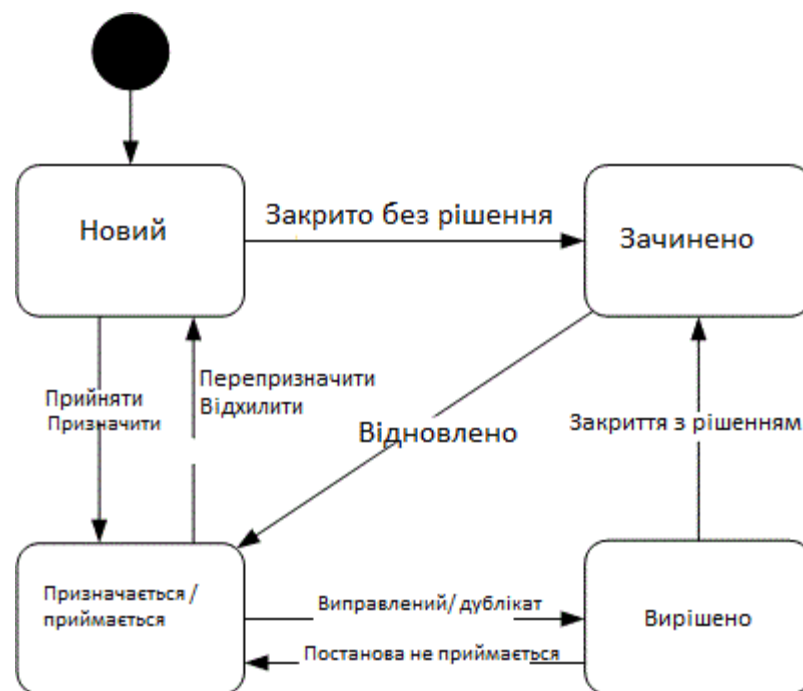 Новий
Закрито без рішення
Зачинено
Прийняти
Призначити
Перепризначити
Відхилити
Відновлено
Закриття з рішенням
Призначається /
приймається
Виправлений/ дублікат
Вирішено
Постанова не приймається